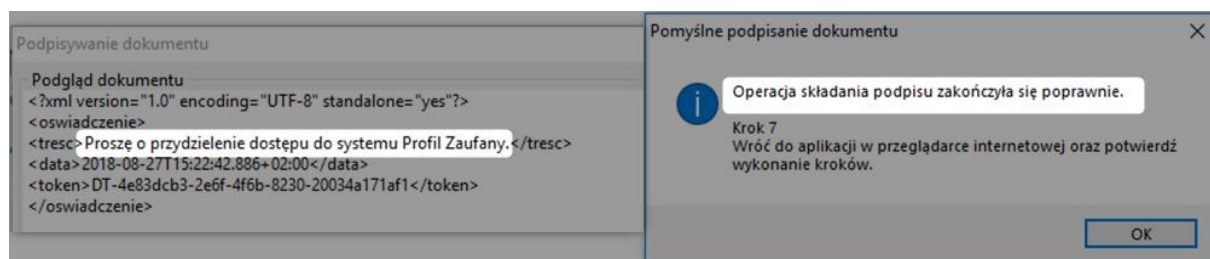 Podpisywanie dokumentu
Podgląd dokumentu
<?xml version="1.0" encoding="UTF-8" standalone="yes"?>
<oswiadczenie>
<tresc>Proszę o przydzielenie dostępu do systemu Profil Zaufany.</tresc>
<data>2018-08-27T15:22:42.886+02:00</data>
<token>DT-4e83dcb3-2e6f-4f6b-8230-20034a171af1</token>
</oswiadczenie>
Pomyślne podpisanie dokumentu
Operacja składania podpisu zakończyła się poprawnie.
Krok 7
Wróć do aplikacji w przeglądarce internetowej oraz potwierdź
wykonanie kroków.
OK